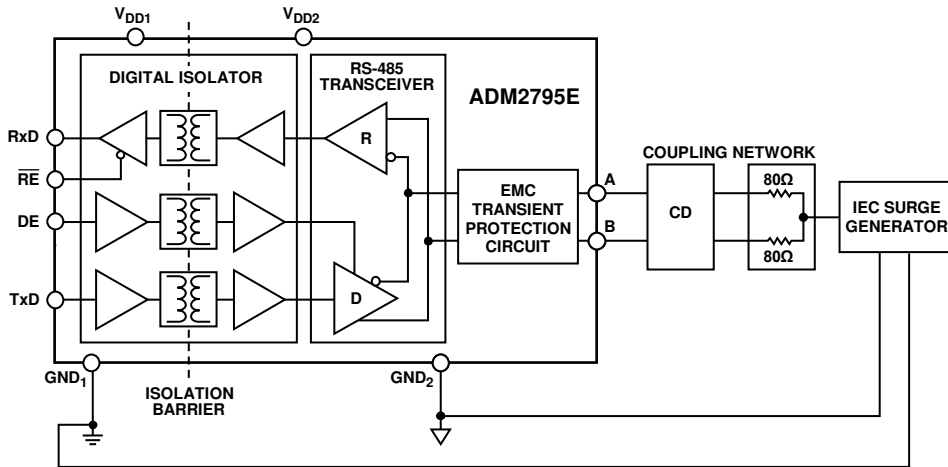 VDD1
VDD2
DIGITAL ISOLATOR
RS-485
TRANSCEIVER
ADM2795E
RxD
R
RE
COUPLING NETWORK
DE
EMC
TRANSIENT
PROTECTION
CIRCUIT
A
B
CD
80Ω
80Ω
IEC SURGE
GENERATOR
TxD
D
GND1
GND2
ISOLATION
BARRIER